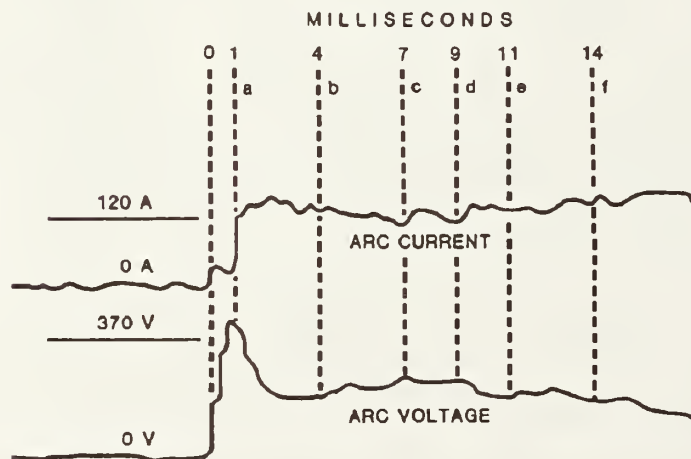 MILLISECONDS
0 1 4 7 9 11 14
a b c d e f
120 A
ARC CURRENT
0 A
370 V
ARC VOLTAGE
0 V